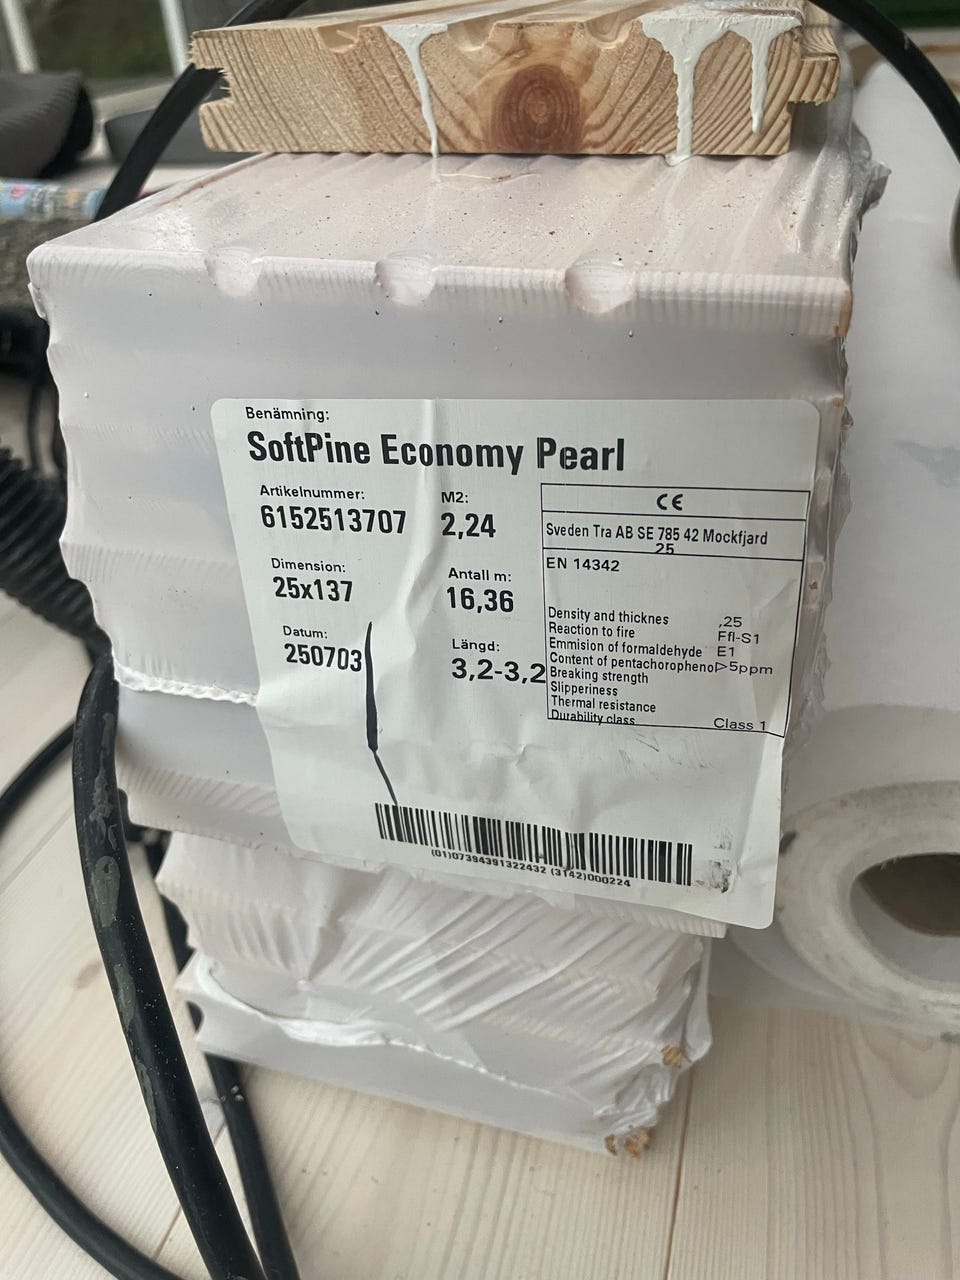 Benämning:
SoftPine Economy Pearl
Artikelnummer:
6152513707
M2:
2,24
Dimension:
25x137
Antall m:
16,36
Datum:
250703
Längd:
3,2-3,2
CE
Sveden Tra AB SE 785 42 Mockfjard
25
EN 14342
Density and thicknes ,25
Reaction to fire Ffl-S1
Emmision of formaldehyde E1
Content of pentachoropheno >5ppm
Breaking strength
Slipperiness
Thermal resistance
Durability class Class 1
(01)07394391322432 (3142)000224